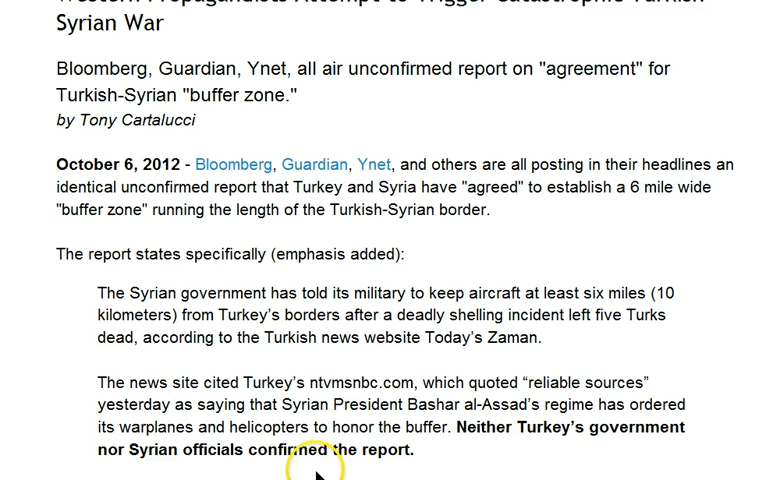 Western Propagandists Attempt to Trigger Catastrophic Turkish-
Syrian War
Bloomberg, Guardian, Ynet, all air unconfirmed report on "agreement" for
Turkish-Syrian "buffer zone."
by Tony Cartalucci
October 6, 2012 - Bloomberg, Guardian, Ynet, and others are all posting in their headlines an
identical unconfirmed report that Turkey and Syria have "agreed" to establish a 6 mile wide
"buffer zone" running the length of the Turkish-Syrian border.
The report states specifically (emphasis added):
The Syrian government has told its military to keep aircraft at least six miles (10
kilometers) from Turkey’s borders after a deadly shelling incident left five Turks
dead, according to the Turkish news website Today’s Zaman.
The news site cited Turkey’s ntvmsnbc.com, which quoted “reliable sources”
yesterday as saying that Syrian President Bashar al-Assad’s regime has ordered
its warplanes and helicopters to honor the buffer. Neither Turkey’s government
nor Syrian officials confirmed the report.